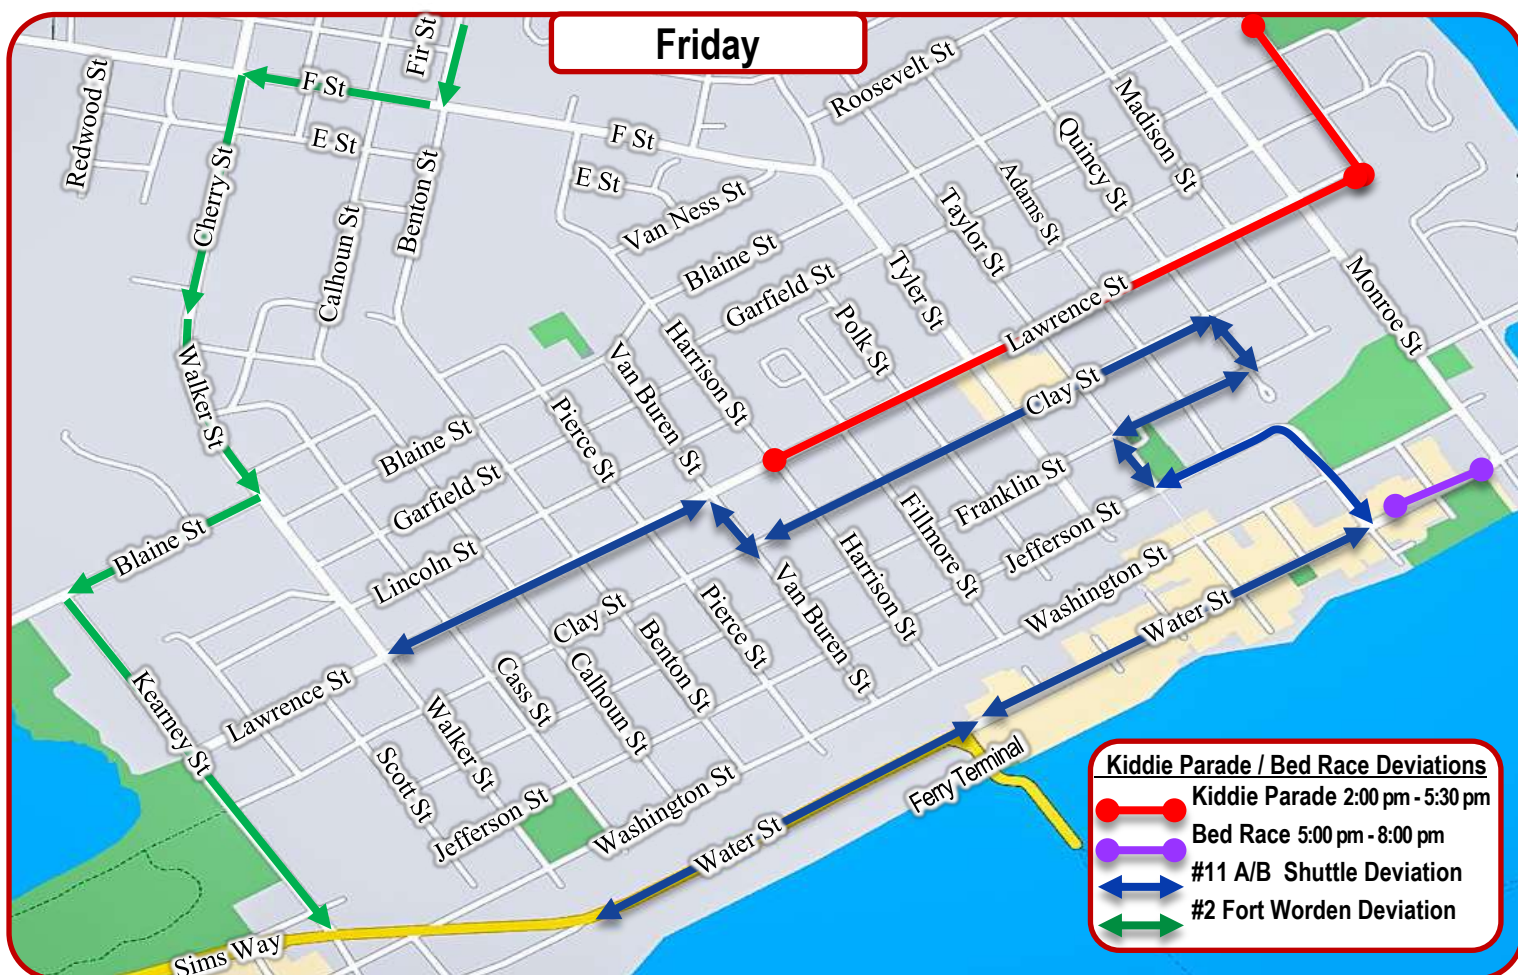 Friday
Redwood St
Fir St
F St
E St
F St
E St
Cherry St
Benton St
Calhoun St
Van Ness St
Roosevelt St
Madison St
Quincy St
Adams St
Taylor St
Blaine St
Garfield St
Tyler St
Polk St
Lawrence St
Monroe St
Walker St
Harrison St
Van Buren St
Pierce St
Clay St
Blaine St
Garfield St
Lincoln St
Blaine St
Franklin St
Fillmore St
Jefferson St
Harrison St
Washington St
Water St
Van Buren St
Pierce St
Clay St
Benton St
Calhoun St
Cass St
Kearney St
Lawrence St
Walker St
Scott St
Jefferson St
Washington St
Water St
Ferry Terminal
Sims Way
Kiddie Parade / Bed Race Deviations
Kiddie Parade 2:00 pm - 5:30 pm
Bed Race 5:00 pm - 8:00 pm
#11 A/B Shuttle Deviation
#2 Fort Worden Deviation